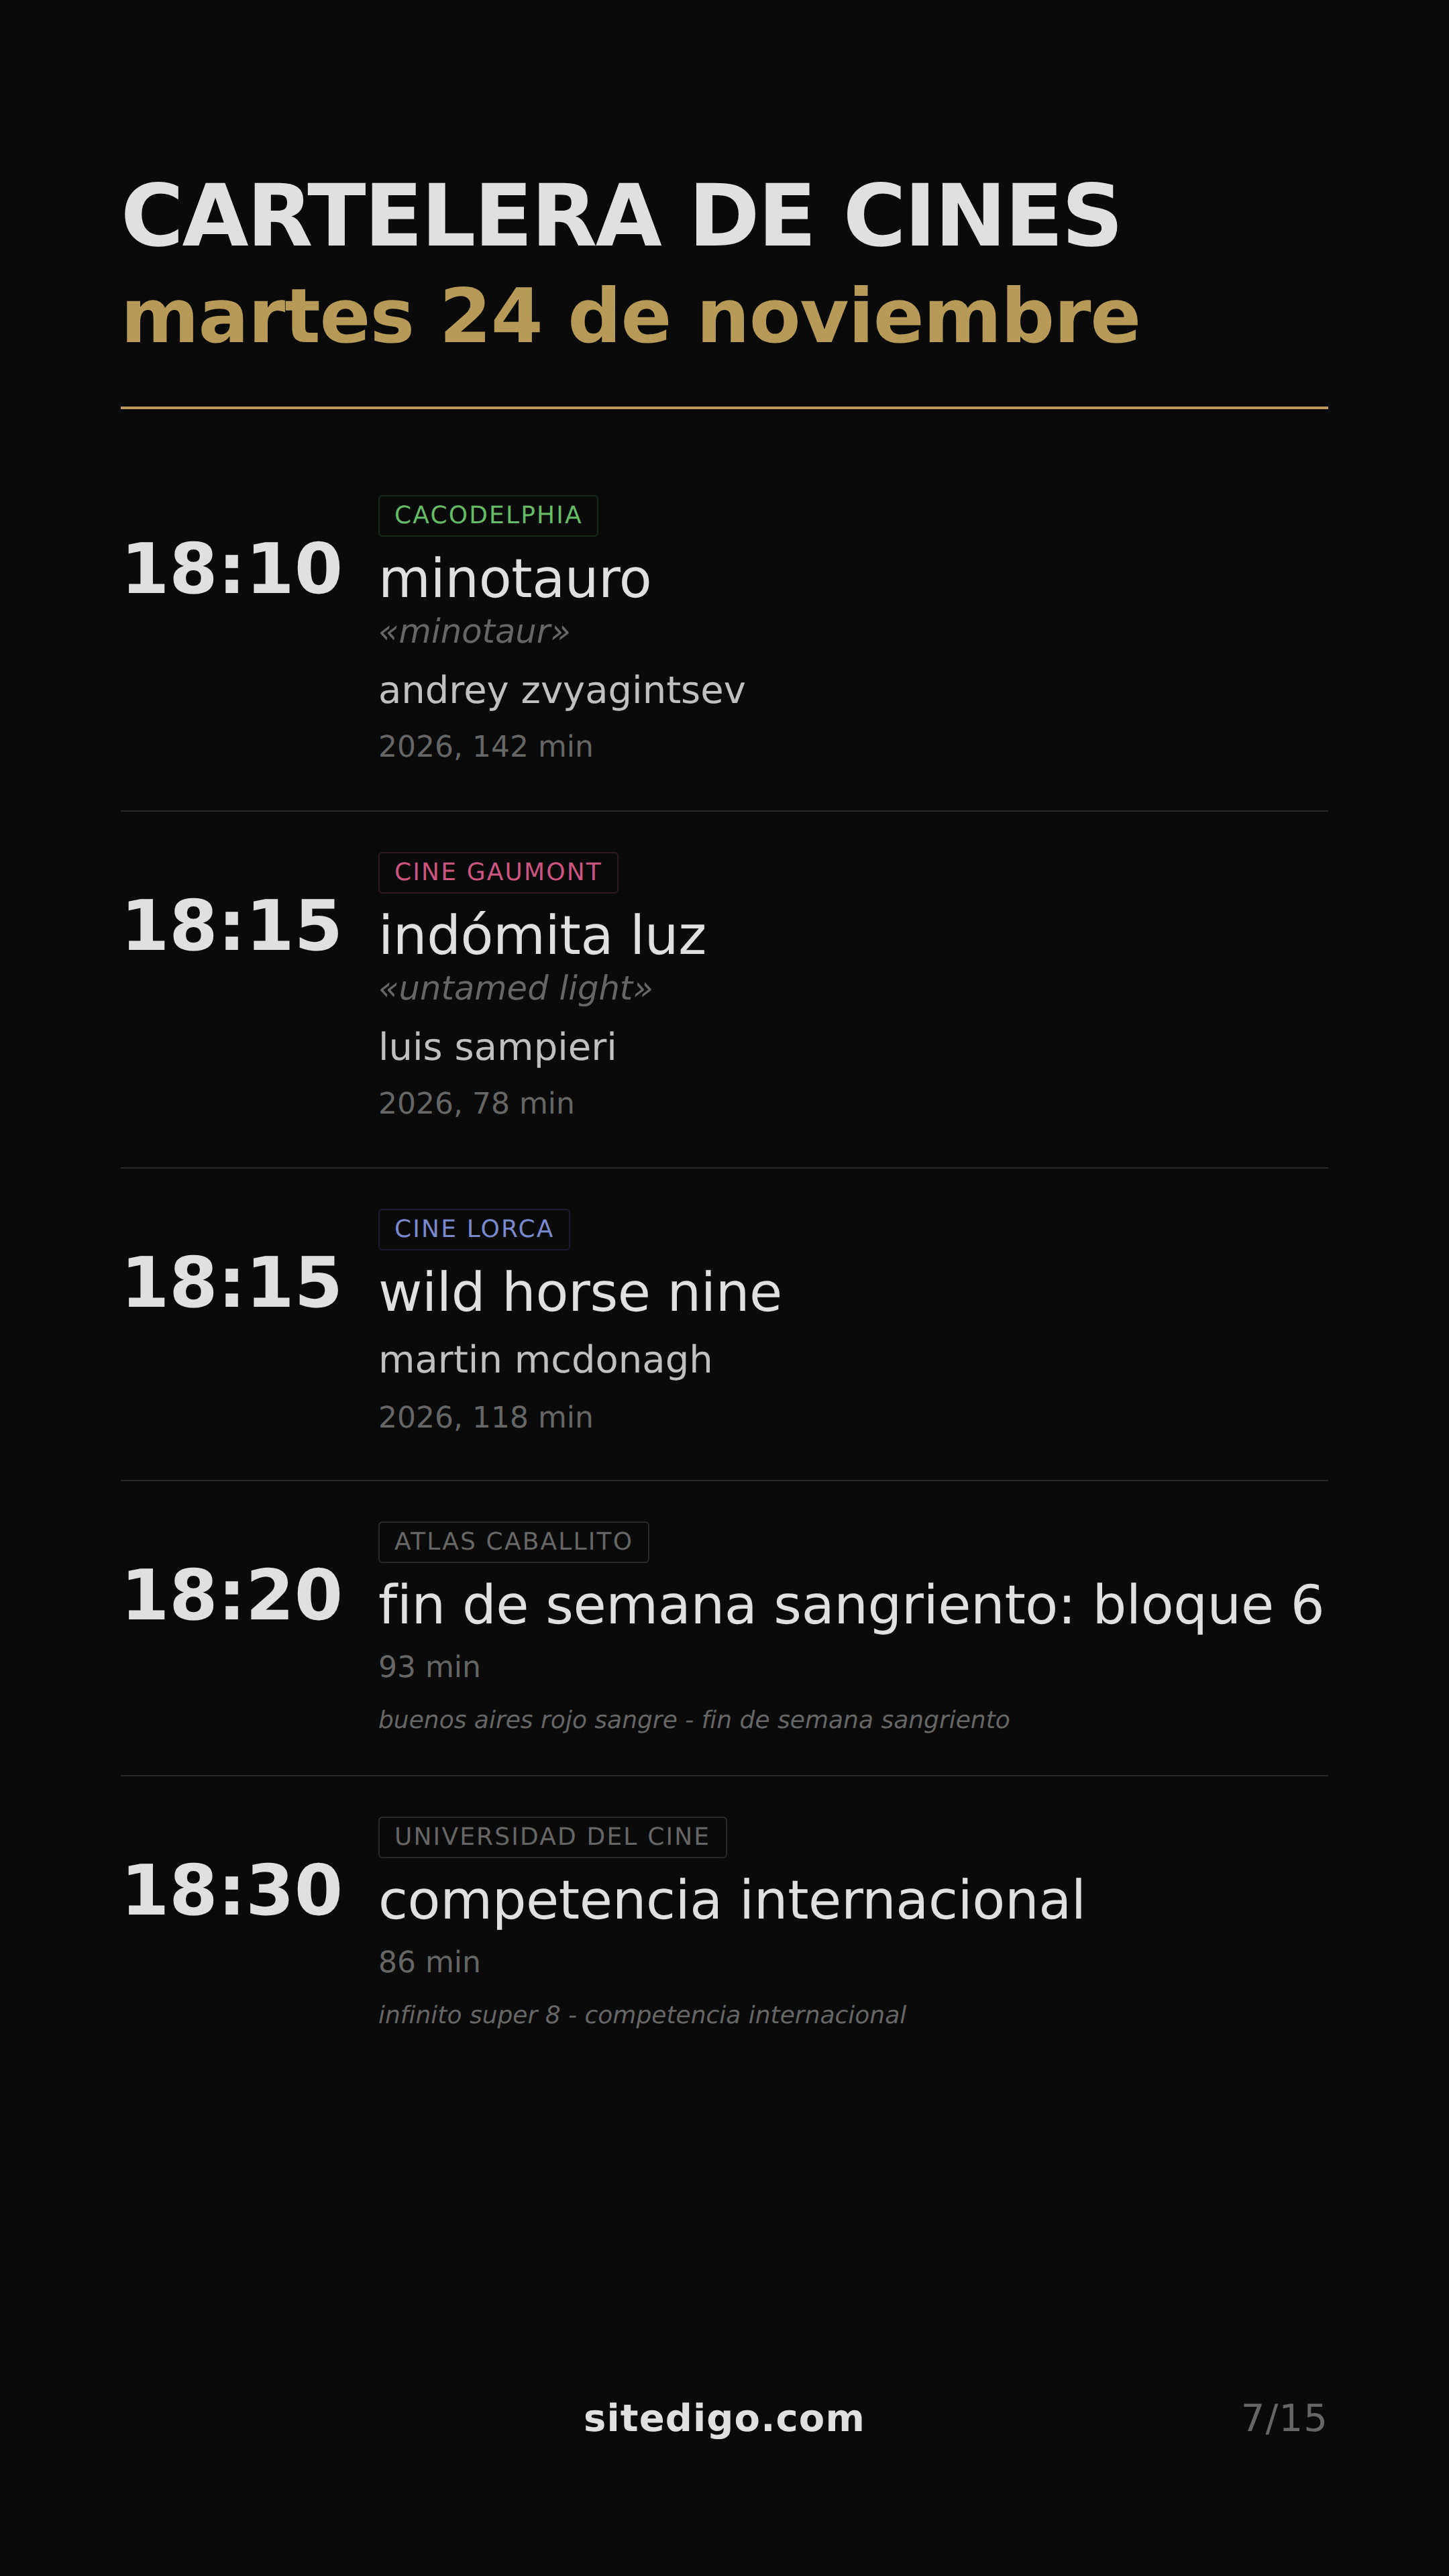 CARTELERA DE CINES
martes 24 de noviembre
CACODELPHIA
18:10
minotauro
«minotaur»
andrey zvyagintsev
2026, 142 min
CINE GAUMONT
18:15
indómita luz
«untamed light»
luis sampieri
2026, 78 min
CINE LORCA
18:15
wild horse nine
martin mcdonagh
2026, 118 min
ATLAS CABALLITO
18:20
fin de semana sangriento: bloque 6
93 min
buenos aires rojo sangre - fin de semana sangriento
UNIVERSIDAD DEL CINE
18:30
competencia internacional
86 min
infinito super 8 - competencia internacional
sitedigo.com
7/15